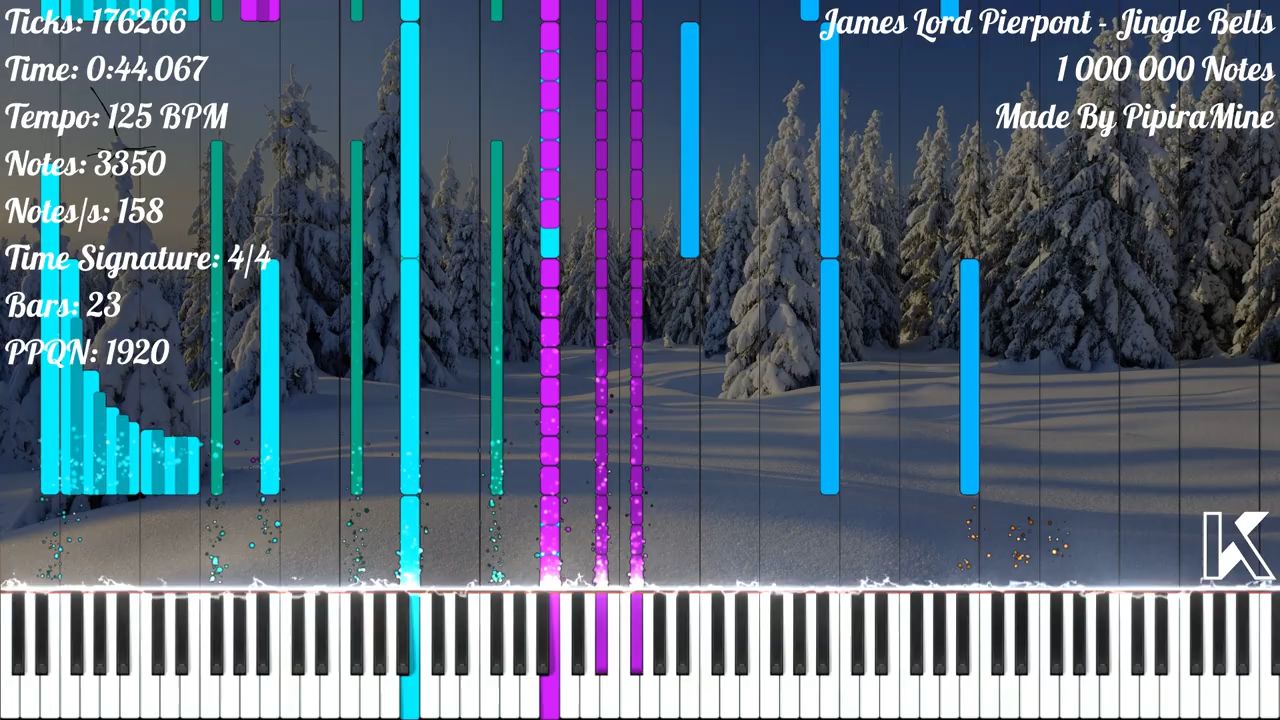 Ticks: 176266
Time: 0:44.067
Tempo: 125 BPM
Notes: 3350
Notes/s: 158
Time Signature: 4/4
Bars: 23
PPQN: 1920
James Lord Pierpont - Jingle Bells
1 000 000 Notes
Made By PipiraMine
K